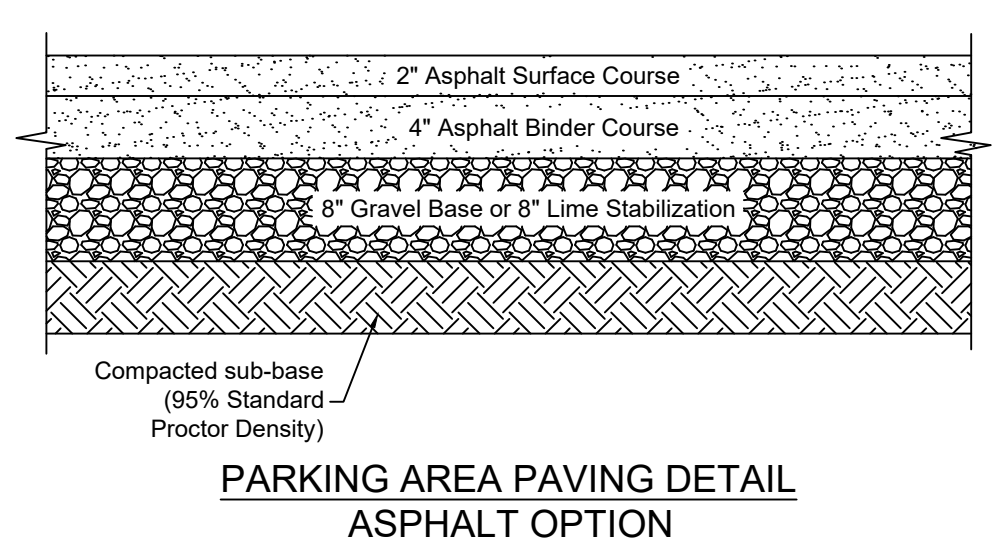 2" Asphalt Surface Course
4" Asphalt Binder Course
8" Gravel Base or 8" Lime Stabilization
Compacted sub-base
(95% Standard
Proctor Density)
PARKING AREA PAVING DETAIL
ASPHALT OPTION